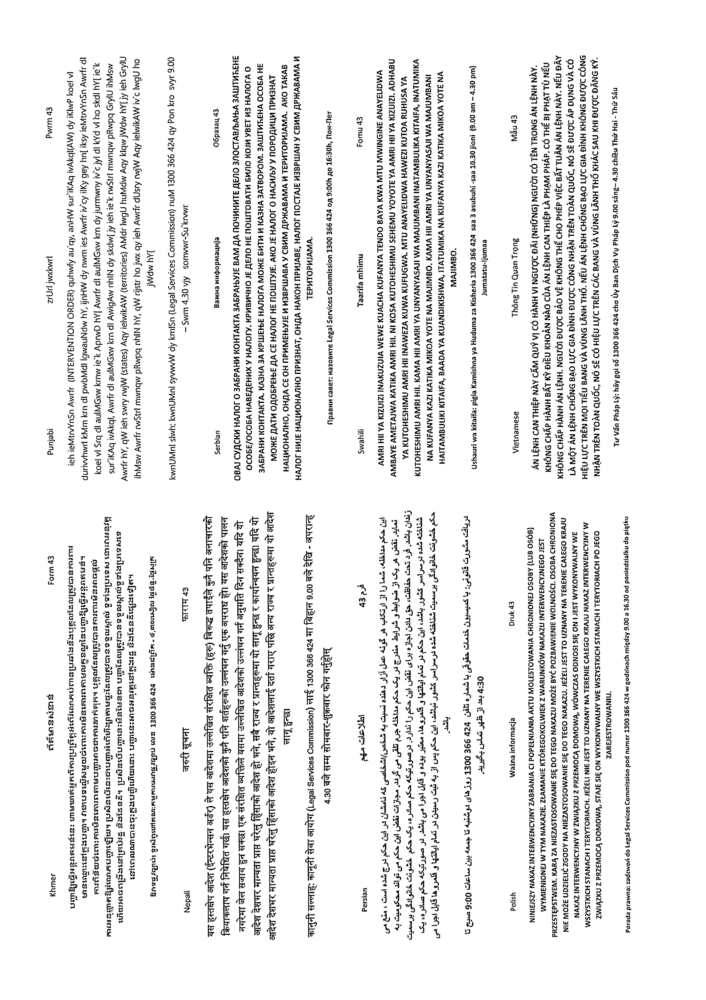 Khmer ព័ត៌មានសំខាន់ Form 43
1300 366 424
Nepali जरुरी सूचना फाराम 43
यस हस्तक्षेप आदेश (ईन्टरभेन्सन अर्डर) ले यस आदेशमा उल्लेखित संरक्षित ब्यक्ति (हरू) बिरूद्ध तपाईंले कुनै पनि अनाचारको
क्रियाकलाप गर्न निषेधित गर्छ। यस हस्तक्षेप आदेशको कुनै पनि शर्तहरूको उल्लंघन गर्नु एक अपराध हो। यस आदेशको पालन
नगरेमा जेल सजाय हुन सक्छ। एक संरक्षित ब्यक्तिले यसमा उल्लेखित आदेशको उल्लंघन गर्न अनुमति दिन सक्दैन। यदि यो
आदेश देशभर मान्यता प्राप्त घरेलु हिंसाको आदेश हो भने, सबै राज्य र प्रान्तहरूमा यो लागू हुन्छ र कार्यान्वयन हुन्छ। यदि यो
आदेश देशभर मान्यता प्राप्त घरेलु हिंसाको आदेश होइन भने, यो आदेशलाई दर्ता गराए पछि अन्य राज्य र प्रान्तहरूमा यो आदेश
लागू हुन्छ।
कानुनी सल्लाहः कानूनी सेवा आयोग (Legal Services Commission) लाई 1300 366 424 मा बिहान 9.00 बजे देखि - अपरान्ह
4.30 बजे सम्म सोमबार-शुक्रबार फोन गर्नुहोस्
Persian اطلاعات مهم فرم 43
این حکم مداخله، شما را از ارتکاب هر گونه عمل آزار دهنده نسبت به شخص/اشخاصی که نامشان در این حکم درج شده است ، منع می
نماید. نقض هر یک از ضوابط و شرایط مندرج در یک حکم مداخله جرم تلقی می گردد. مجازات نقض این حکم می تواند محکومیت به
زندان باشد. فرد تحت حفاظت، حق دادن اجازه برای نقض این حکم را ندارد. درصورتیکه حکم صادره، یک حکم خشونت خانوادگی برسمیت
شناخته شده درسراسر کشور باشد، این حکم در تمام ایالتها و قلمروها، معتبر بوده و قابل اجرا می باشد. در صورتیکه حکم صادره، یک
حکم خشونت خانوادگی برسمیت شناخته شده درسراسر کشور نباشد، این حکم پس از به ثبت رسیدن در تمام ایالتها و قلمروها قابل اجرا می
باشد.
دریافت مشورت قانونی: با کمیسیون خدمات حقوقی با شماره تلفن 1300 366 424 روزهای دوشنبه تا جمعه بین ساعات 9:00 صبح تا
4:30 بعد از ظهر تماس بگیرید.
Polish Ważna informacja Druk 43
NINIEJSZY NAKAZ INTERWENCYJNY ZABRANIA CI POPEŁNIANIA AKTU MOLESTOWANIA CHRONIONEJ OSOBY (LUB OSÓB)
WYMIENIONEJ W TYM NAKAZIE. ZŁAMANIE KTÓREGOKOLWIEK Z WARUNKÓW NAKAZU INTERWENCYJNEGO JEST
PRZESTĘPSTWEM. KARĄ ZA NIEZASTOSOWANIE SIĘ DO TEGO NAKAZU MOŻE BYĆ POZBAWIENIE WOLNOŚCI. OSOBA CHRONIONA
NIE MOŻE UDZIELIĆ ZGODY NA NIEZASTOSOWANIE SIĘ DO TEGO NAKAZU. JEŻELI JEST TO UZNANY NA TERENIE CAŁEGO KRAJU
NAKAZ INTERWENCYJNY W ZWIĄZKU Z PRZEMOCĄ DOMOWĄ, WÓWCZAS ODNOSI SIĘ ON I JEST WYKONYWALNY WE
WSZYSTKICH STANACH I TERYTORIACH. JEŻELI NIE JEST TO UZNANY NA TERENIE CAŁEGO KRAJU NAKAZ INTERWENCYJNY W
ZWIĄZKU Z PRZEMOCĄ DOMOWĄ, STAJE SIĘ ON WYKONYWALNY WE WSZYSTKICH STANACH I TERYTORIACH PO JEGO
ZAREJESTROWANIU.
Porada prawna: zadzwoń do Legal Services Commission pod numer 1300 366 424 w godzinach między 9.00 a 16.30 od poniedziałku do piątku
Punjabi zrUrI jwxkwrI Pwrm 43
ieh ieMtrvYnSn Awrfr (INTERVENTION ORDER) quhwfy au`qy, anHW sur`iKAq ivAkqI(AW) dy iKlwP koeI vI
durivvhwrI kMm krn dI pwbMdI lgwauNdw hY, ijnHW dy nwm ies Awrfr iv`cy ilKy gey hn[ iksy ieMtrvYnSn Awrfr dI
koeI vI Srq dI aulMGxw krnw ie`k AprwD hY[ Awrfr dI aulMGxw krn dy jurmwny iv`c jyl dI kYd vI ho skdI hY[ ie`k
sur`iKAq ivAkqI, Awrfr dI aulMGxw krn dI AwigAw nhIN dy skdw[ jy ieh ie`k rwStrI mwnqw pRwpq GrylU ihMsw
Awrfr hY, qW ieh swry rwjW (states) Aqy ielwikAW (territories) AMdr lwgU huMdw Aqy klqw jWdw hY[ jy ieh GrylU
ihMsw Awrfr rwStrI mwnqw pRwpq nhIN hY, qW rijstr ho jwx qy ieh Awrfr dUsry rwjW Aqy ielwikAW iv`c lwgU ho
jWdw hY[
kwnUMnI slwh: kwnUMnI syvwvW dy kmISn (Legal Services Commission) nuM 1300 366 424 qy Pon kro svyr 9.00
– Swm 4.30 vjy somvwr-Su`krvwr
Serbian Важна информација Образац 43
ОВАЈ СУДСКИ НАЛОГ О ЗАБРАНИ КОНТАКТА ЗАБРАЊУЈЕ ВАМ ДА ПОЧИНИТЕ ДЕЛО ЗЛОСТАВЉАЊА ЗАШТИЋЕНЕ
ОСОБЕ/ОСОБА НАВЕДЕНИХ У НАЛОГУ. КРИВИЧНО ЈЕ ДЕЛО НЕ ПОШТОВАТИ БИЛО КОЈИ УВЕТ ИЗ НАЛОГА О
ЗАБРАНИ КОНТАКТА. КАЗНА ЗА КРШЕЊЕ НАЛОГА МОЖЕ БИТИ И КАЗНА ЗАТВОРОМ. ЗАШТИЋЕНА ОСОБА НЕ
МОЖЕ ДАТИ ОДОБРЕЊЕ ДА СЕ НАЛОГ НЕ ПОШТУЈЕ. АКО ЈЕ НАЛОГ О НАСИЉУ У ПОРОДИЦИ ПРИЗНАТ
НАЦИОНАЛНО, ОНДА СЕ ОН ПРИМЕЊУЈЕ И ИЗВРШАВА У СВИМ ДРЖАВАМА И ТЕРИТОРИЈАМА. АКО ТАКАВ
НАЛОГ НИЈЕ НАЦИОНАЛНО ПРИЗНАТ, ОНДА НАКОН ПРИЈАВЕ, НАЛОГ ПОСТАЈЕ ИЗВРШАН У СВИМ ДРЖАВАМА И
ТЕРИТОРИЈАМА.
Правни савет: назовите Legal Services Commission 1300 366 424 од 9:00h до 16:30h, Пон-Пет
Swahili Taarifa mhimu Fomu 43
AMRI HII YA KIZUIZI INAKUZUIA WEWE KUACHA KUFANYA TENDO BAYA KWA MTU MWINGINE ANAYELIDWA
AMBAYE AMETAJWA KATIKA AMRI HII. NI KOSA KUTOHESHIMU SEHEMU YOYOTE YA AMRI HII YA KIZUIZI. ADHABU
YA KUTOHESHIMU AMRI HII INAWEZA KUWA KUFUGWA. MTU ANAYELIDWA HAWEZI KUTOA RUHUSA YA
KUTOHESHIMU AMRI HII. KAMA HII AMRI YA UNYANYASAJI WA MAJUMBANI INATAMBULIKA KITAIFA, INATUMIKA
NA KUFANYA KAZI KATIKA MIKOA YOTE NA MAJIMBO. KAMA HII AMRI YA UNYANYASAJI WA MAJUMBANI
HAITAMBULIKI KITAIFA, BAADA YA KUANDIKISHWA, ITATUMIKA NA KUFANYA KAZI KATIKA MIKOA YOTE NA
MAJIMBO.
Ushauri wa kitaifa: pigia Kamishna ya Huduma za Kisheria 1300 366 424 saa 3 asubuhi -saa 10.30 jioni (9.00 am – 4.30 pm)
Jumatatu-Ijumaa
Vietnamese Thông Tin Quan Trọng Mẫu 43
ÁN LỆNH CAN THIỆP NÀY CẤM QUÝ VỊ CÓ HÀNH VI NGƯỢC ĐÃI (NHỮNG) NGƯỜI CÓ TÊN TRONG ÁN LỆNH NÀY.
KHÔNG CHẤP HÀNH BẤT KỲ ĐIỀU KHOẢN NÀO CỦA ÁN LỆNH CAN THIỆP LÀ PHẠM PHÁP. CÓ THỂ BỊ PHẠT TÙ NẾU
KHÔNG CHẤP HÀNH ÁN LỆNH. NGƯỜI ĐƯỢC BẢO VỆ KHÔNG THỂ CHO PHÉP VIỆC BẤT TUÂN ÁN LỆNH NÀY. NẾU ĐÂY
LÀ MỘT ÁN LỆNH CHỐNG BẠO LỰC GIA ĐÌNH ĐƯỢC CÔNG NHẬN TRÊN TOÀN QUỐC, NÓ SẼ ĐƯỢC ÁP DỤNG VÀ CÓ
HIỆU LỰC TRÊN MỌI TIỂU BANG VÀ VÙNG LÃNH THỔ. NẾU ÁN LỆNH CHỐNG BẠO LỰC GIA ĐÌNH KHÔNG ĐƯỢC CÔNG
NHẬN TRÊN TOÀN QUỐC, NÓ SẼ CÓ HIỆU LỰC TRÊN CÁC BANG VÀ VÙNG LÃNH THỔ KHÁC SAU KHI ĐƯỢC ĐĂNG KÝ.
Tư Vấn Pháp Lý: hãy gọi số 1300 366 424 cho Ủy Ban Dịch Vụ Pháp Lý 9.00 sáng– 4.30 chiều Thứ Hai - Thứ Sáu